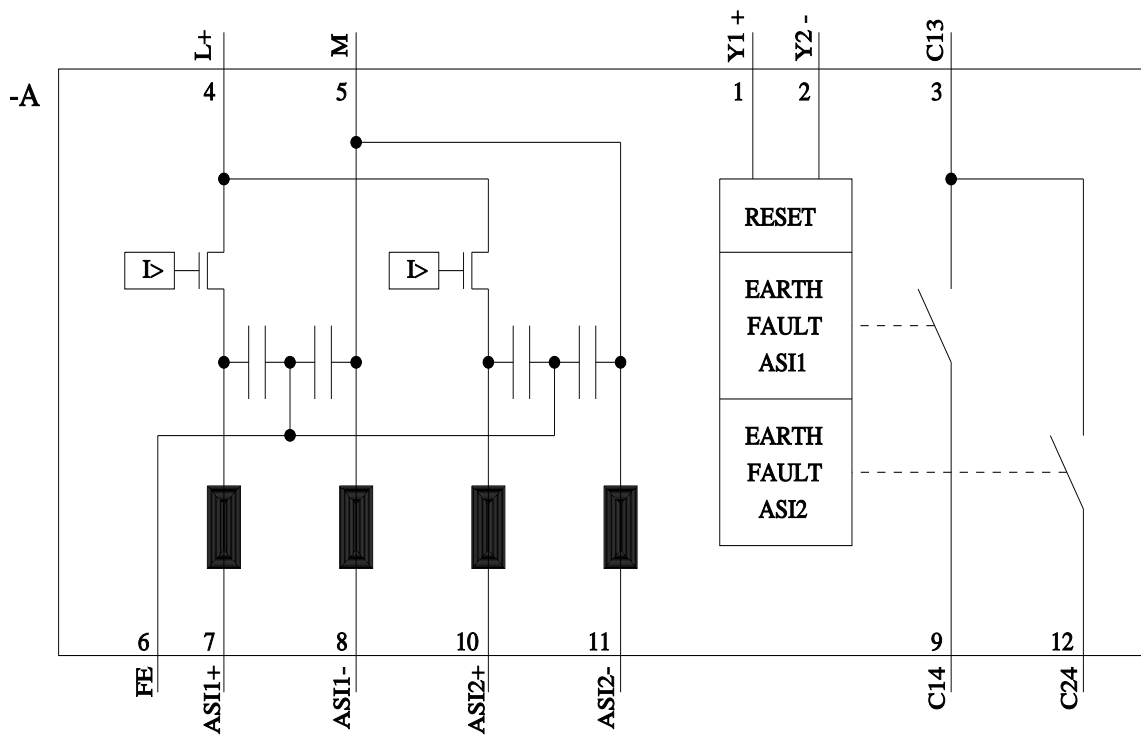 L+
M
Y1 +
Y2 -
C13
-A
4
5
1
2
3
RESET
I>
I>
EARTH
FAULT
ASI1
EARTH
FAULT
ASI2
6
7
8
10
11
9
12
FE
ASI1+
ASI1-
ASI2+
ASI2-
C14
C24